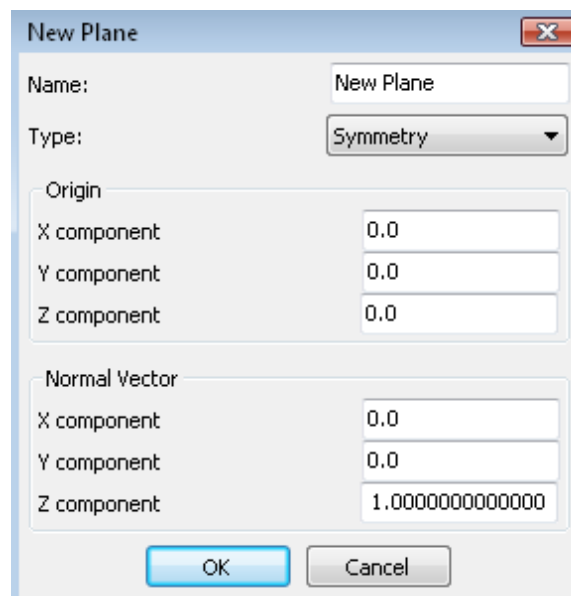 New Plane
Name: New Plane
Type: Symmetry
Origin
X component 0.0
Y component 0.0
Z component 0.0
Normal Vector
X component 0.0
Y component 0.0
Z component 1.0000000000000
OK Cancel